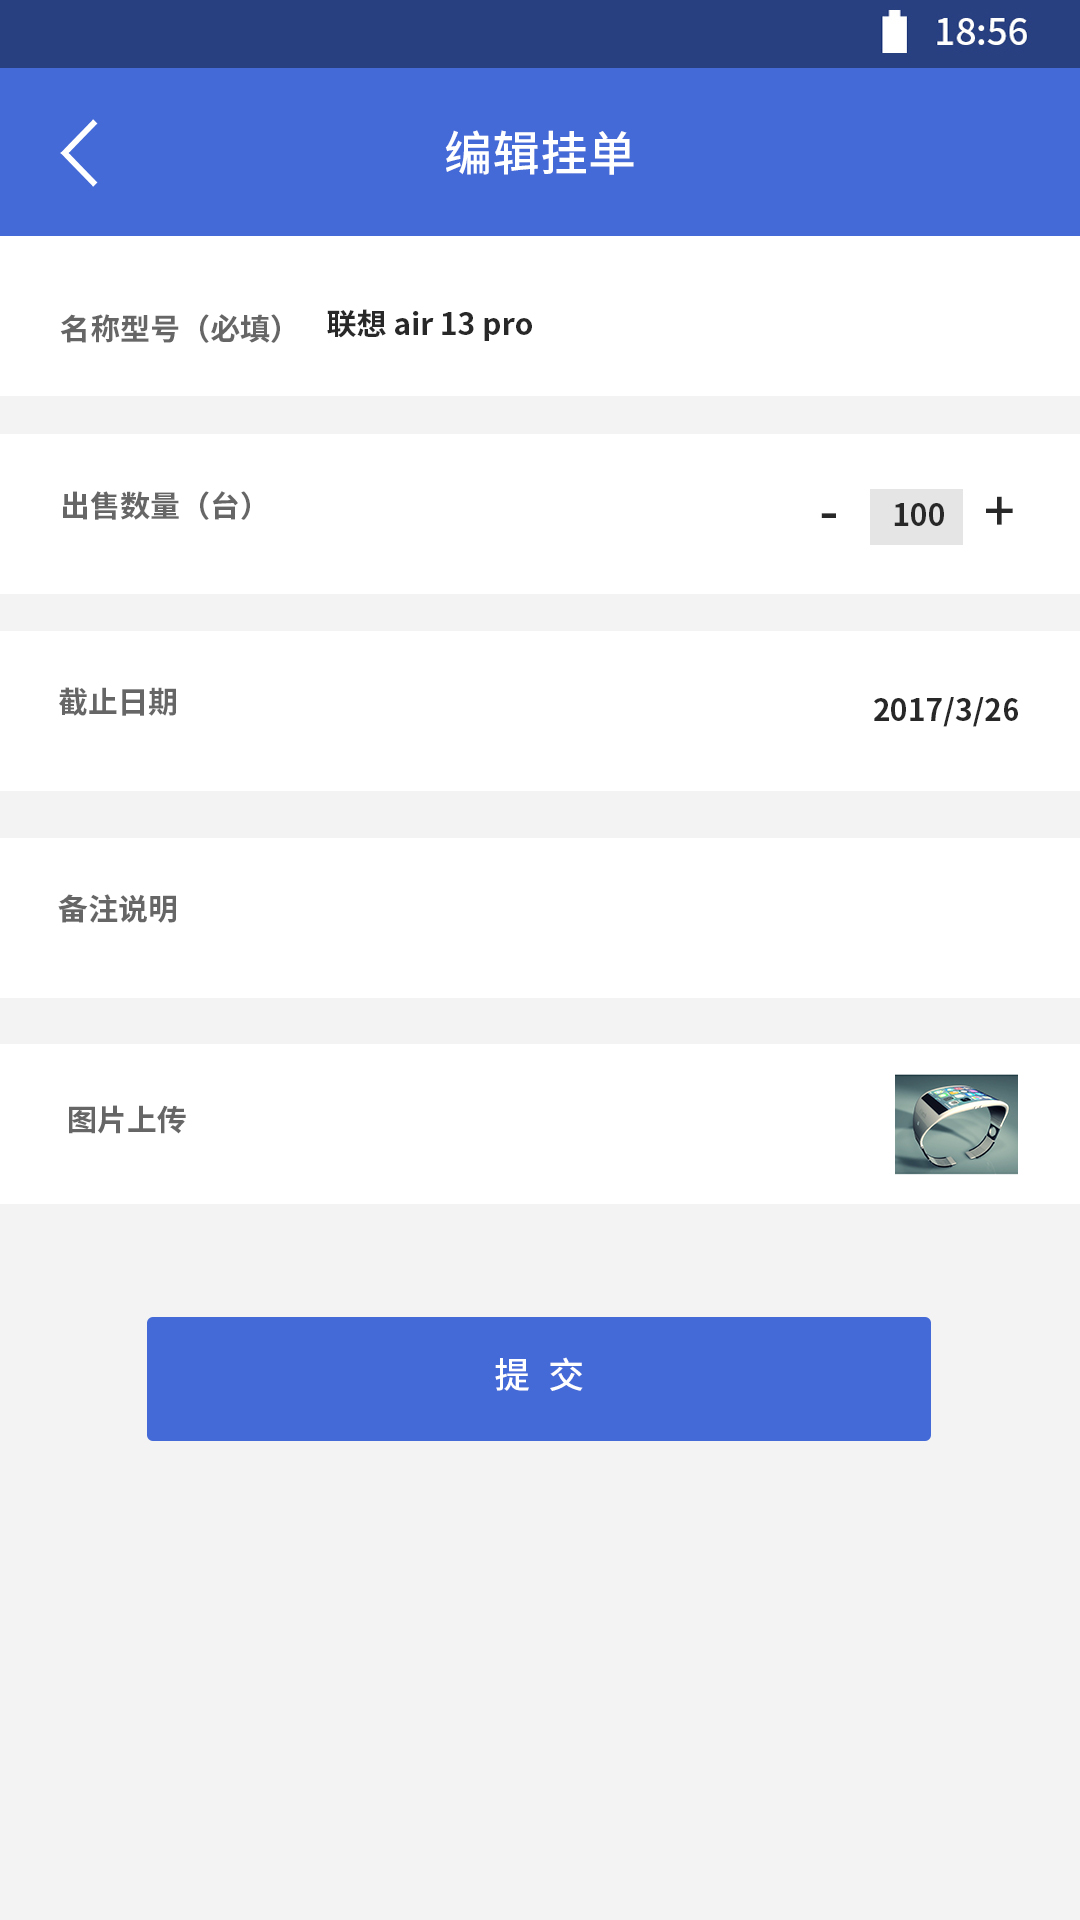 18:56
编辑挂单
名称型号（必填） 联想 air 13 pro
出售数量（台） - 100 +
截止日期 2017/3/26
备注说明
图片上传
提 交